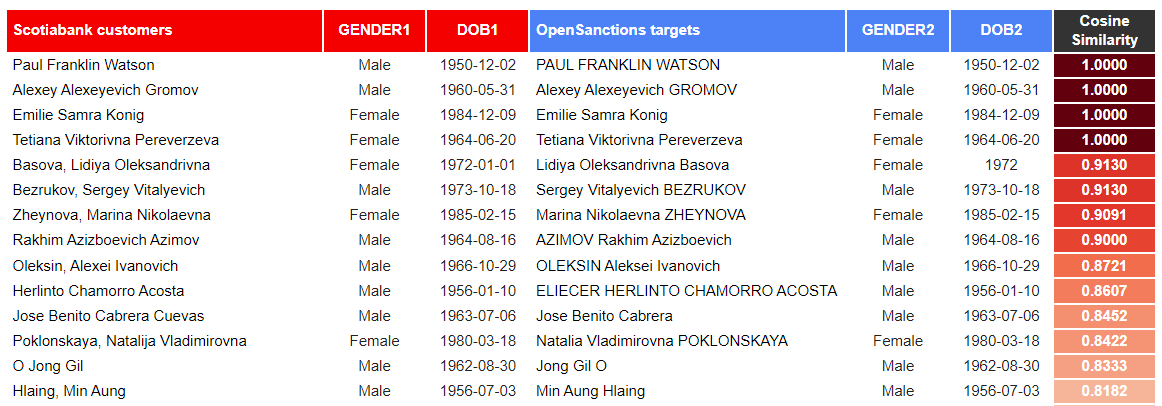 Scotiabank customers GENDER1 DOB1 OpenSanctions targets GENDER2 DOB2 Cosine Similarity
Paul Franklin Watson Male 1950-12-02 PAUL FRANKLIN WATSON Male 1950-12-02 1.0000
Alexey Alexeyevich Gromov Male 1960-05-31 Alexey Alexeyevich GROMOV Male 1960-05-31 1.0000
Emilie Samra Konig Female 1984-12-09 Emilie Samra Konig Female 1984-12-09 1.0000
Tetiana Viktorivna Pereverzeva Female 1964-06-20 Tetiana Viktorivna Pereverzeva Female 1964-06-20 1.0000
Basova, Lidiya Oleksandrivna Female 1972-01-01 Lidiya Oleksandrivna Basova Female 1972 0.9130
Bezrukov, Sergey Vitalyevich Male 1973-10-18 Sergey Vitalyevich BEZRUKOV Male 1973-10-18 0.9130
Zheynova, Marina Nikolaevna Female 1985-02-15 Marina Nikolaevna ZHEYNOVA Female 1985-02-15 0.9091
Rakhim Azizboevich Azimov Male 1964-08-16 AZIMOV Rakhim Azizboevich Male 1964-08-16 0.9000
Oleksin, Alexei Ivanovich Male 1966-10-29 OLEKSIN Aleksei Ivanovich Male 1966-10-29 0.8721
Herlinto Chamorro Acosta Male 1956-01-10 ELIECER HERLINTO CHAMORRO ACOSTA Male 1956-01-10 0.8607
Jose Benito Cabrera Cuevas Male 1963-07-06 Jose Benito Cabrera Male 1963-07-06 0.8452
Poklonskaya, Natalija Vladimirovna Female 1980-03-18 Natalia Vladimirovna POKLONSKAYA Female 1980-03-18 0.8422
O Jong Gil Male 1962-08-30 Jong Gil O Male 1962-08-30 0.8333
Hlaing, Min Aung Male 1956-07-03 Min Aung Hlaing Male 1956-07-03 0.8182